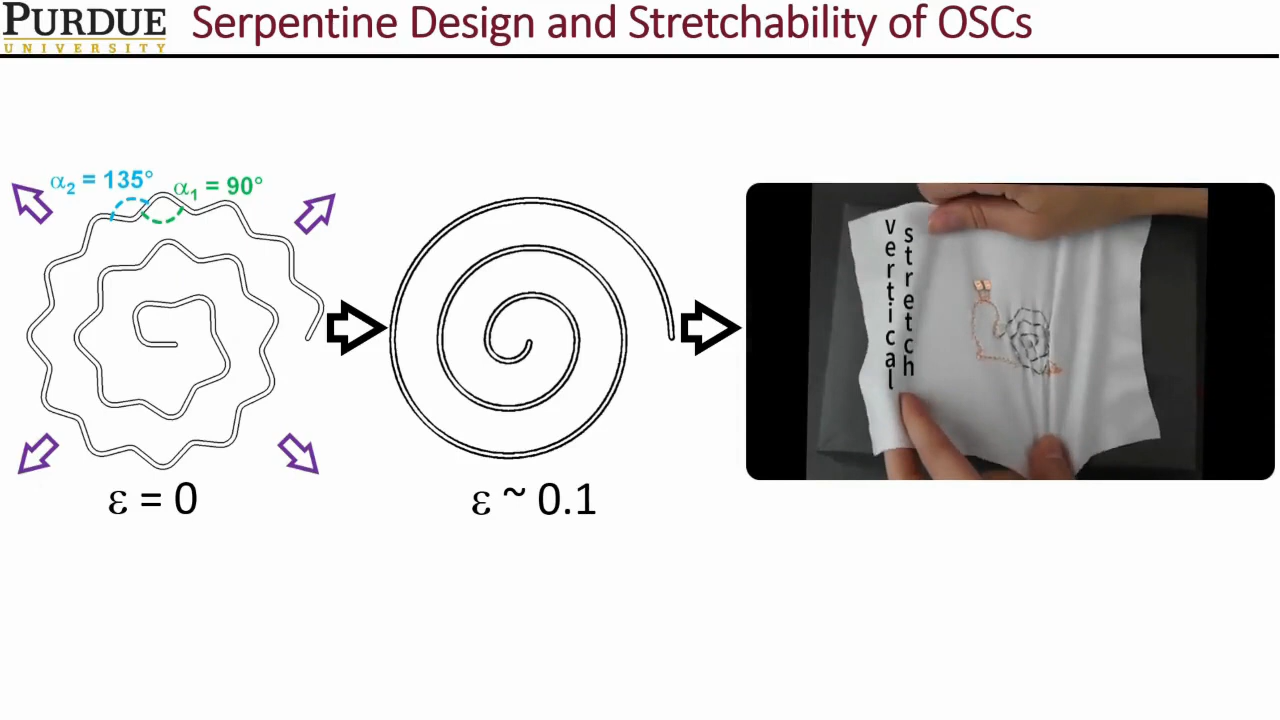 PURDUE
UNIVERSITY
Serpentine Design and Stretchability of OSCs
α₂ = 135°
α₁ = 90°
vertical
stretch
ε = 0
ε ~ 0.1